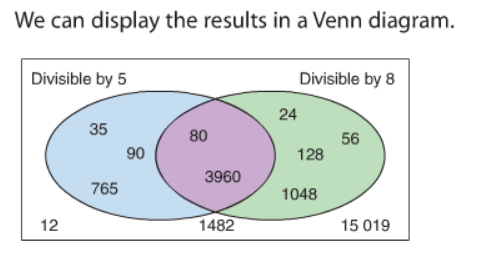 We can display the results in a Venn diagram.
Divisible by 5 Divisible by 8
35 80 24
90 128 56
765 3960 1048
12 1482 15 019